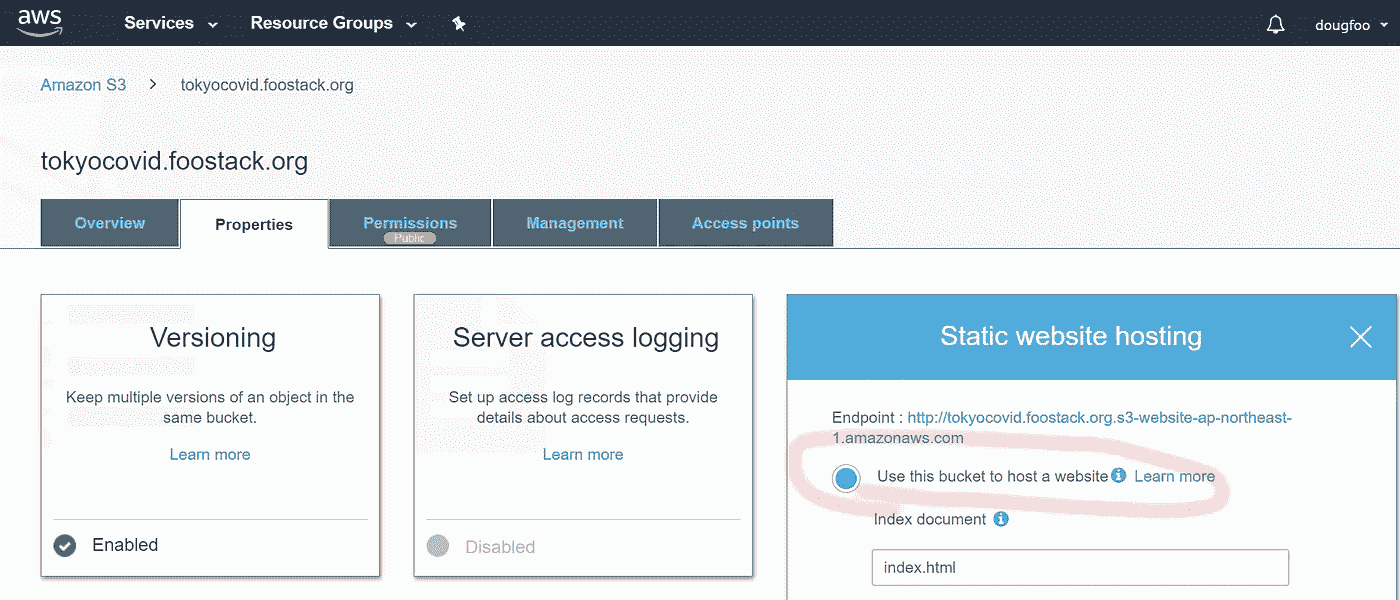 aws Services Resource Groups dougfoo
Amazon S3 > tokyocovid.foostack.org
tokyocovid.foostack.org
Overview Properties Permissions Management Access points
Public
Versioning
Keep multiple versions of an object in the
same bucket.
Learn more
Enabled
Server access logging
Set up access log records that provide
details about access requests.
Learn more
Disabled
Static website hosting
Endpoint : http://tokyocovid.foostack.org.s3-website-ap-northeast-
1.amazonaws.com
Use this bucket to host a website Learn more
Index document
index.html